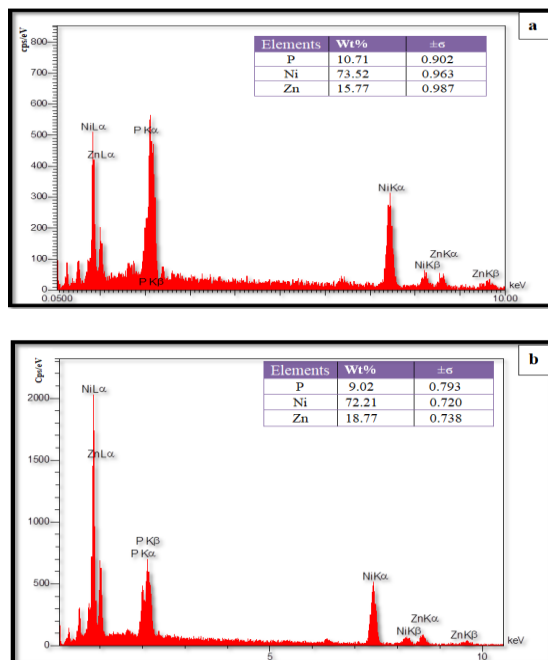 a
cps/eV
Elements Wt% ±σ
P 10.71 0.902
Ni 73.52 0.963
Zn 15.77 0.987
800
700
600
500
400
300
200
100
0
NiLα
ZnLα
P Kα
P Kβ
NiKα
NiKβ
ZnKα
ZnKβ
0.0500
10.00
keV
b
Cps/eV
Elements Wt% ±σ
P 9.02 0.793
Ni 72.21 0.720
Zn 18.77 0.738
2000
1500
1000
500
0
NiLα
ZnLα
P Kβ
P Kα
NiKα
NiKβ
ZnKα
ZnKβ
5
10
keV